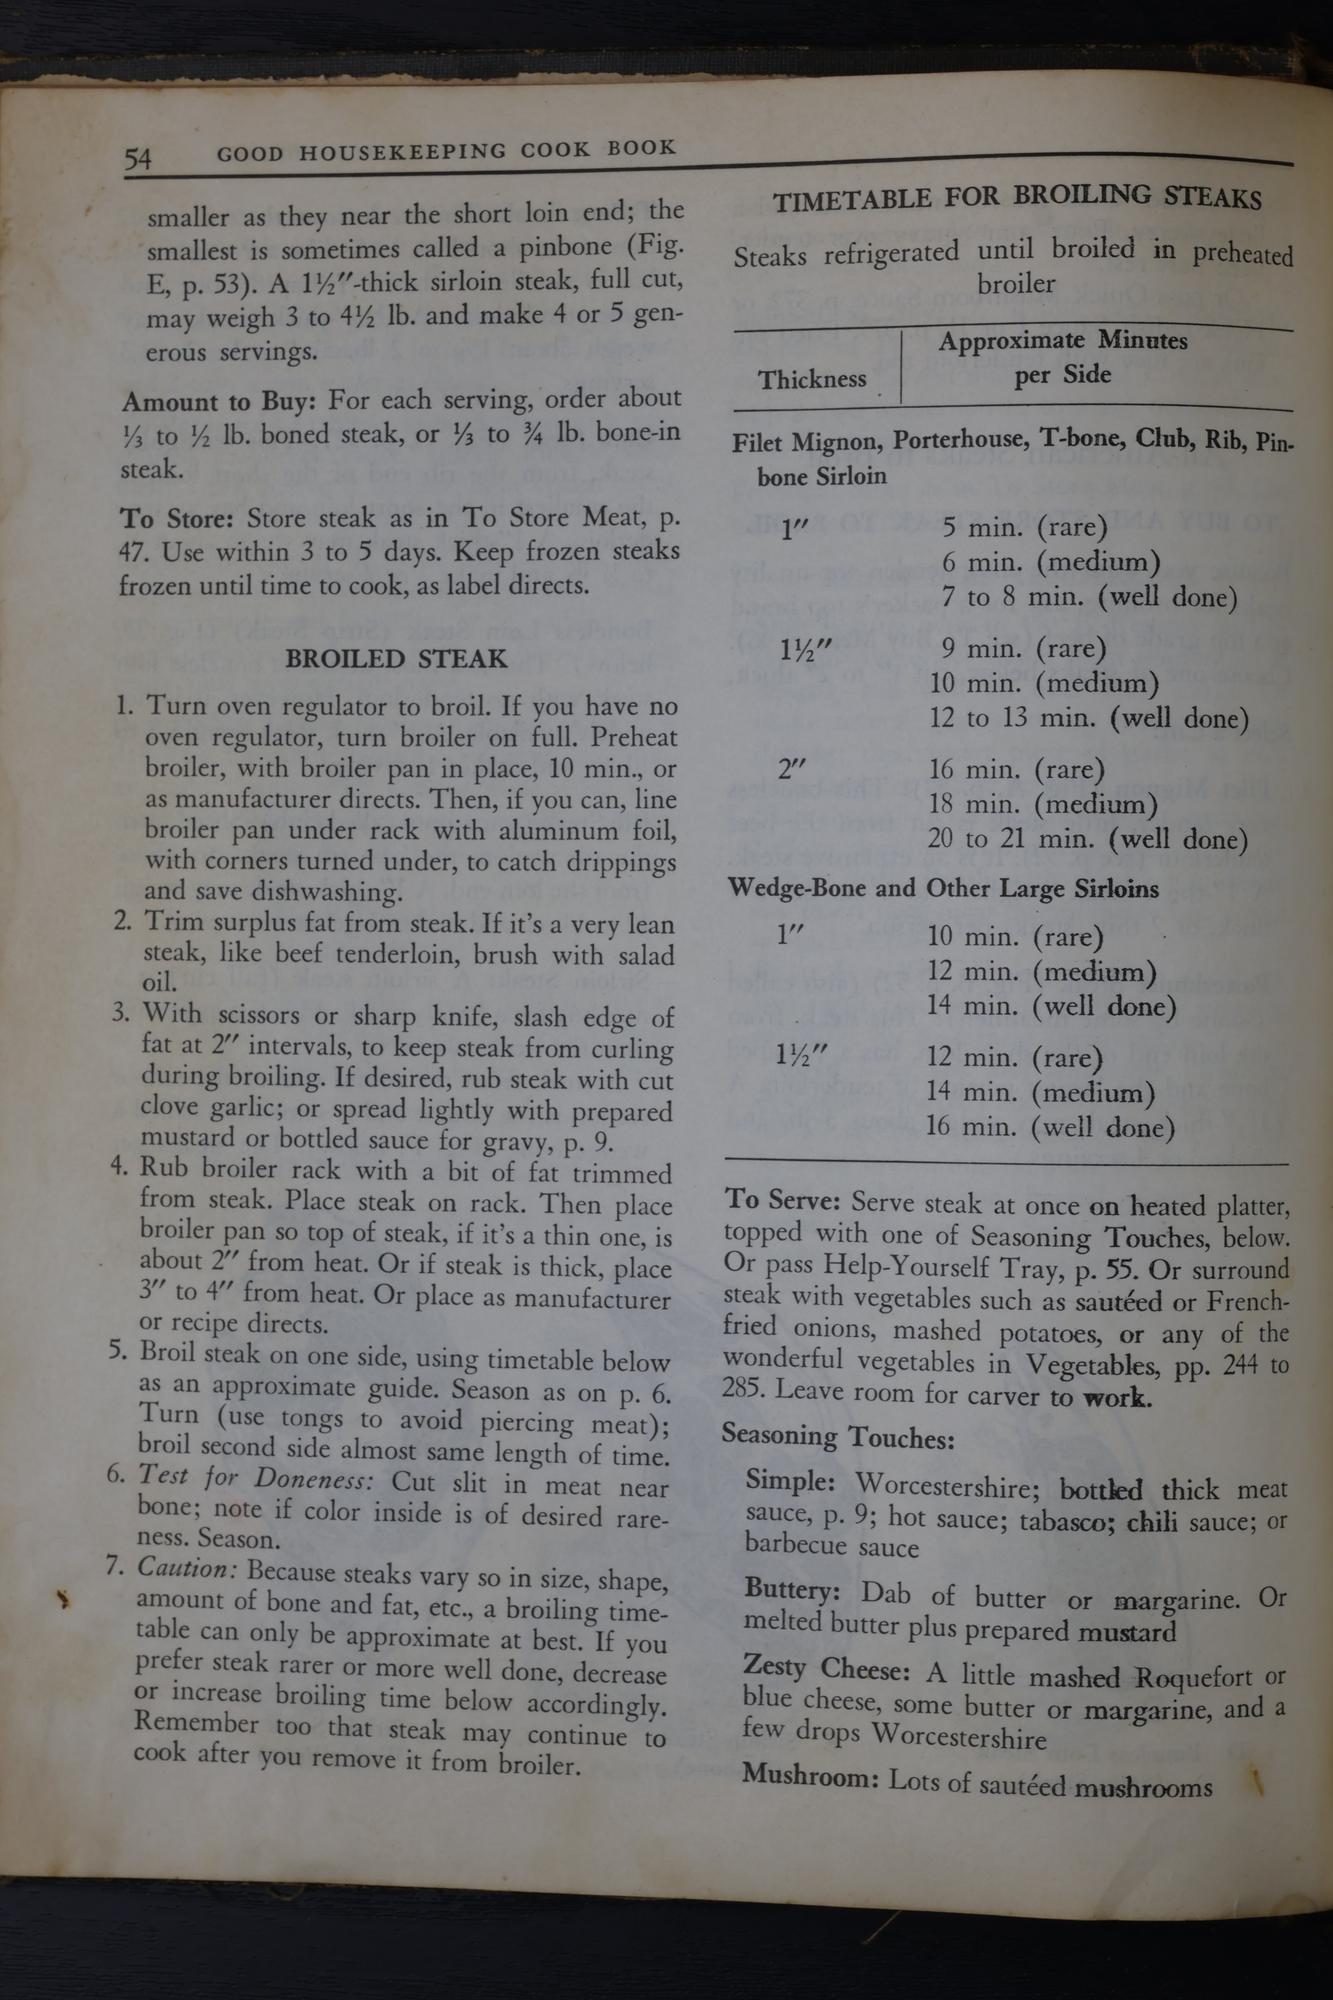 54 GOOD HOUSEKEEPING COOK BOOK
smaller as they near the short loin end; the
smallest is sometimes called a pinbone (Fig.
E, p. 53). A 1½″-thick sirloin steak, full cut,
may weigh 3 to 4½ lb. and make 4 or 5 gen-
erous servings.
Amount to Buy: For each serving, order about
⅓ to ½ lb. boned steak, or ⅓ to ¾ lb. bone-in
steak.
To Store: Store steak as in To Store Meat, p.
47. Use within 3 to 5 days. Keep frozen steaks
frozen until time to cook, as label directs.
BROILED STEAK
1. Turn oven regulator to broil. If you have no
oven regulator, turn broiler on full. Preheat
broiler, with broiler pan in place, 10 min., or
as manufacturer directs. Then, if you can, line
broiler pan under rack with aluminum foil,
with corners turned under, to catch drippings
and save dishwashing.
2. Trim surplus fat from steak. If it's a very lean
steak, like beef tenderloin, brush with salad
oil.
3. With scissors or sharp knife, slash edge of
fat at 2″ intervals, to keep steak from curling
during broiling. If desired, rub steak with cut
clove garlic; or spread lightly with prepared
mustard or bottled sauce for gravy, p. 9.
4. Rub broiler rack with a bit of fat trimmed
from steak. Place steak on rack. Then place
broiler pan so top of steak, if it's a thin one, is
about 2″ from heat. Or if steak is thick, place
3″ to 4″ from heat. Or place as manufacturer
or recipe directs.
5. Broil steak on one side, using timetable below
as an approximate guide. Season as on p. 6.
Turn (use tongs to avoid piercing meat);
broil second side almost same length of time.
6. Test for Doneness: Cut slit in meat near
bone; note if color inside is of desired rare-
ness. Season.
7. Caution: Because steaks vary so in size, shape,
amount of bone and fat, etc., a broiling time-
table can only be approximate at best. If you
prefer steak rarer or more well done, decrease
or increase broiling time below accordingly.
Remember too that steak may continue to
cook after you remove it from broiler.
TIMETABLE FOR BROILING STEAKS
Steaks refrigerated until broiled in preheated
broiler
Approximate Minutes
Thickness per Side
Filet Mignon, Porterhouse, T-bone, Club, Rib, Pin-
bone Sirloin
1″ 5 min. (rare)
6 min. (medium)
7 to 8 min. (well done)
1½″ 9 min. (rare)
10 min. (medium)
12 to 13 min. (well done)
2″ 16 min. (rare)
18 min. (medium)
20 to 21 min. (well done)
Wedge-Bone and Other Large Sirloins
1″ 10 min. (rare)
12 min. (medium)
14 min. (well done)
1½″ 12 min. (rare)
14 min. (medium)
16 min. (well done)
To Serve: Serve steak at once on heated platter,
topped with one of Seasoning Touches, below.
Or pass Help-Yourself Tray, p. 55. Or surround
steak with vegetables such as sautéed or French-
fried onions, mashed potatoes, or any of the
wonderful vegetables in Vegetables, pp. 244 to
285. Leave room for carver to work.
Seasoning Touches:
Simple: Worcestershire; bottled thick meat
sauce, p. 9; hot sauce; tabasco; chili sauce; or
barbecue sauce
Buttery: Dab of butter or margarine. Or
melted butter plus prepared mustard
Zesty Cheese: A little mashed Roquefort or
blue cheese, some butter or margarine, and a
few drops Worcestershire
Mushroom: Lots of sautéed mushrooms